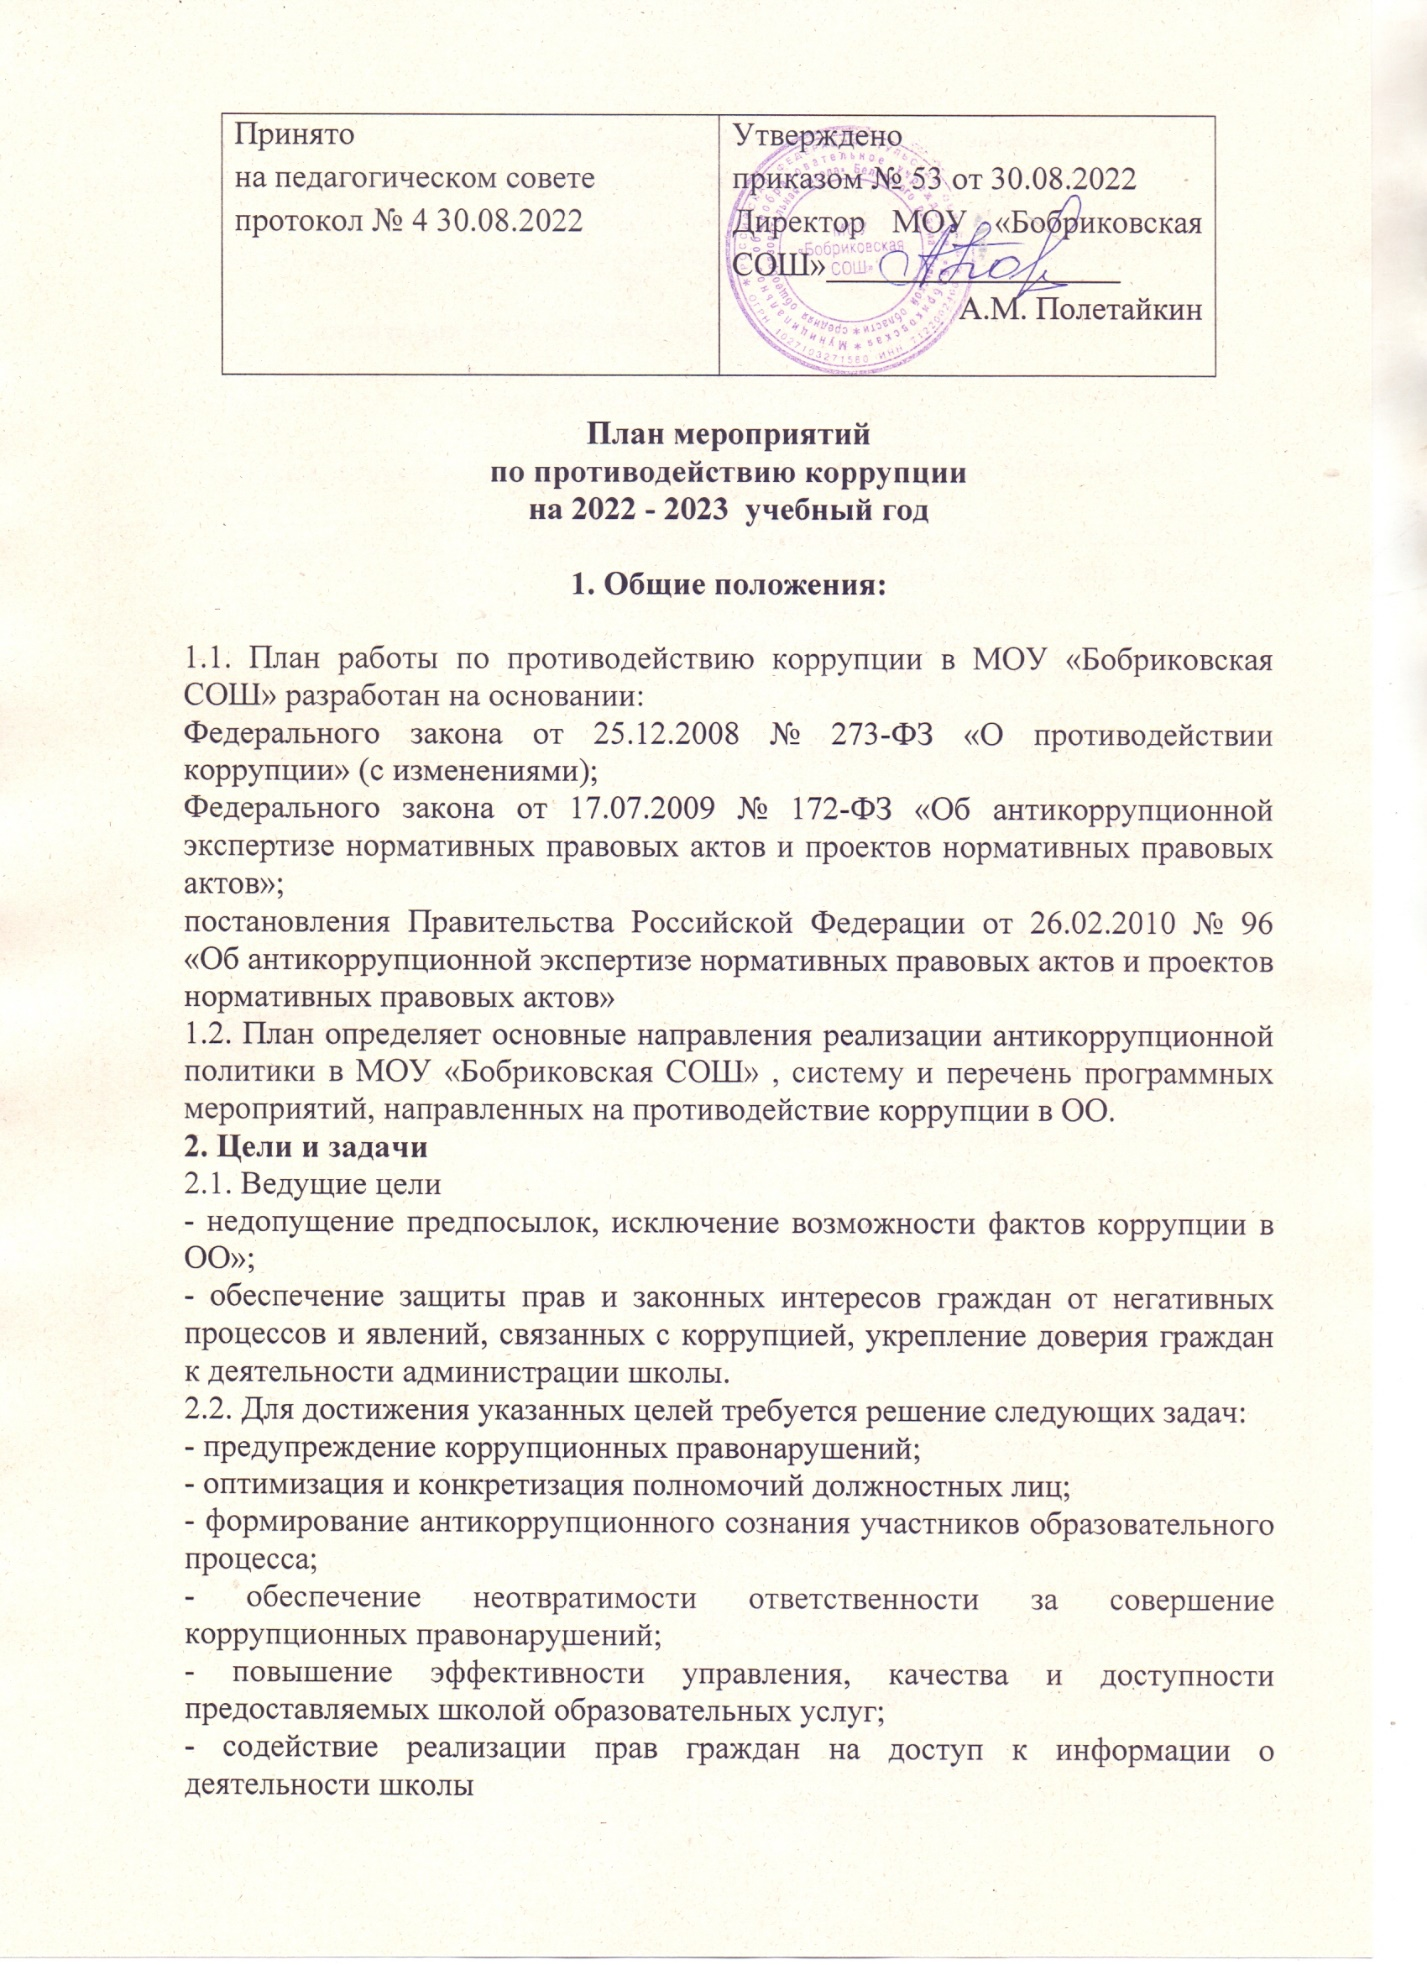 Принято
на педагогическом совете
протокол № 4 30.08.2022
Утверждено
приказом № 53 от 30.08.2022
Директор МОУ «Бобриковская
СОШ»
А.М. Полетайкин
МОУ
«Бобриковская
СОШ»
План мероприятий
по противодействию коррупции
на 2022 - 2023 учебный год
1. Общие положения:
1.1. План работы по противодействию коррупции в МОУ «Бобриковская
СОШ» разработан на основании:
Федерального закона от 25.12.2008 № 273-ФЗ «О противодействии
коррупции» (с изменениями);
Федерального закона от 17.07.2009 № 172-ФЗ «Об антикоррупционной
экспертизе нормативных правовых актов и проектов нормативных правовых
актов»;
постановления Правительства Российской Федерации от 26.02.2010 № 96
«Об антикоррупционной экспертизе нормативных правовых актов и проектов
нормативных правовых актов»
1.2. План определяет основные направления реализации антикоррупционной
политики в МОУ «Бобриковская СОШ» , систему и перечень программных
мероприятий, направленных на противодействие коррупции в ОО.
2. Цели и задачи
2.1. Ведущие цели
- недопущение предпосылок, исключение возможности фактов коррупции в
ОО»;
- обеспечение защиты прав и законных интересов граждан от негативных
процессов и явлений, связанных с коррупцией, укрепление доверия граждан
к деятельности администрации школы.
2.2. Для достижения указанных целей требуется решение следующих задач:
- предупреждение коррупционных правонарушений;
- оптимизация и конкретизация полномочий должностных лиц;
- формирование антикоррупционного сознания участников образовательного
процесса;
- обеспечение неотвратимости ответственности за совершение
коррупционных правонарушений;
- повышение эффективности управления, качества и доступности
предоставляемых школой образовательных услуг;
- содействие реализации прав граждан на доступ к информации о
деятельности школы